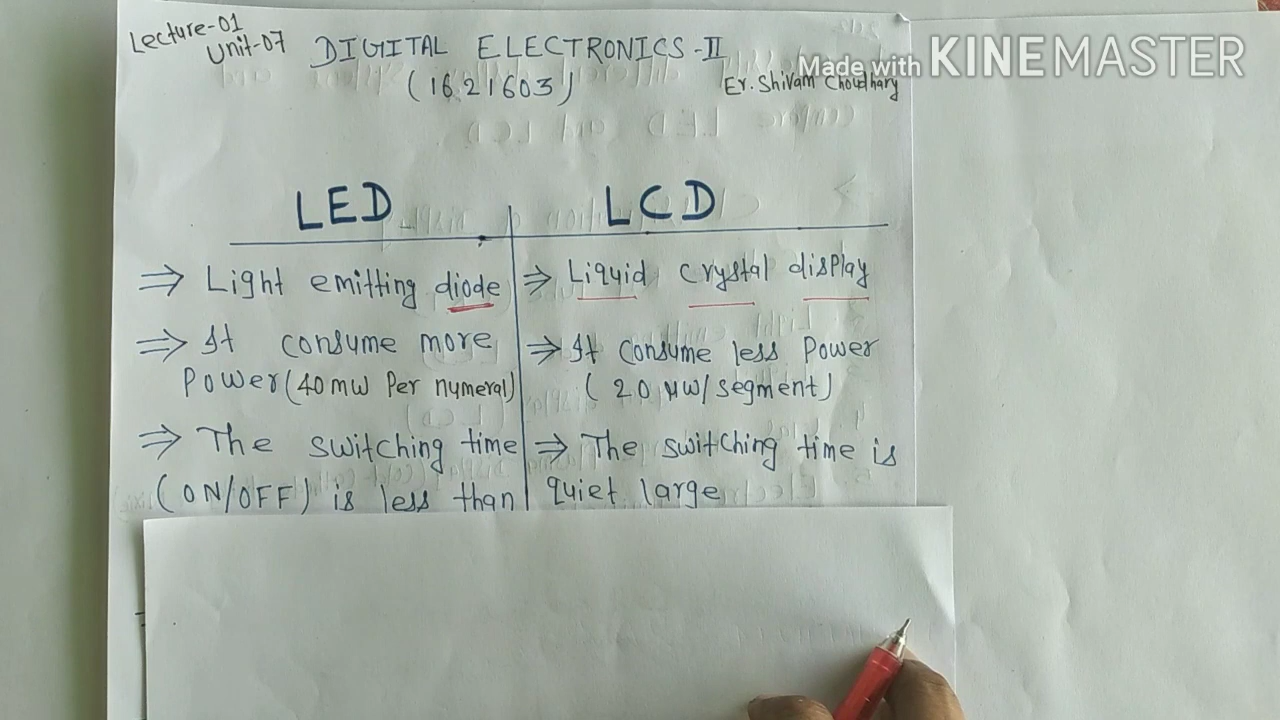 Lecture-01
Unit-07
DIGITAL ELECTRONICS-II
(1621603)
Er. Shivam Choudhary
Made with KINEMASTER
LED
LCD
⇒ Light emitting diode
⇒ Liquid crystal display
⇒ It consume more
Power (40 mw Per numeral)
⇒ It consume less Power
(20 μw/segment)
⇒ The switching time
(ON/OFF) is less than
⇒ The switching time is
quiet large